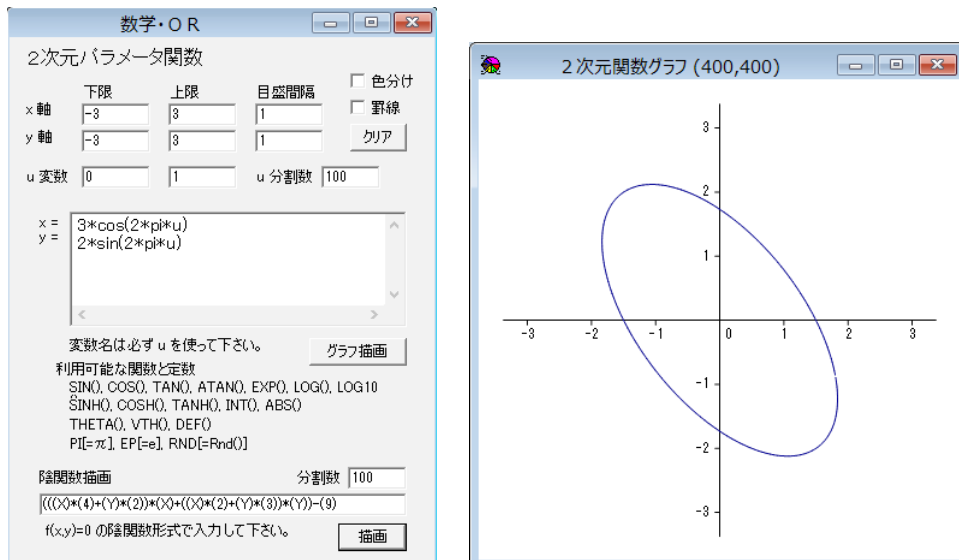 数学・ＯＲ
２次元パラメータ関数
下限 上限 目盛間隔
色分け
x 軸 -3 3 1
罫線
y 軸 -3 3 1
クリア
u 変数 0 1 u 分割数 100
x = 3*cos(2*pi*u)
y = 2*sin(2*pi*u)
変数名は必ず u を使って下さい。
グラフ描画
利用可能な関数と定数
SIN(), COS(), TAN(), ATAN(), EXP(), LOG(), LOG10
SINH(), COSH(), TANH(), INT(), ABS()
THETA(), VTH(), DEF()
PI[=π], EP[=e], RND[=Rnd()]
陰関数描画 分割数 100
(((X)*(4)+(Y)*(2))*(X)+((X)*(2)+(Y)*(3))*(Y))-(9)
f(x,y)=0 の陰関数形式で入力して下さい。
描画
２次元関数グラフ (400,400)
3
2
1
-3 -2 -1 0 1 2 3
-1
-2
-3